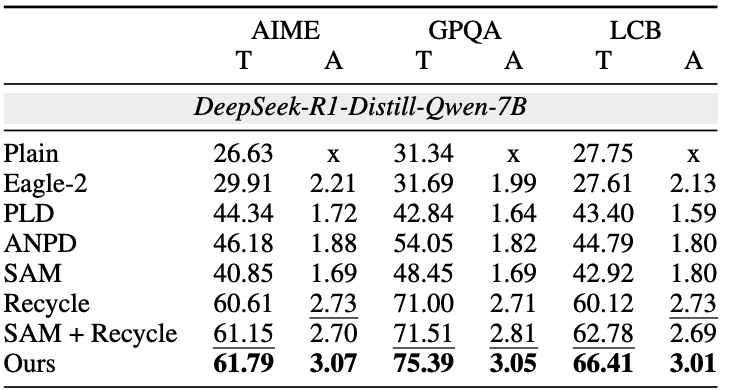 AIME GPQA LCB
T A T A T A
DeepSeek-R1-Distill-Qwen-7B
Plain 26.63 x 31.34 x 27.75 x
Eagle-2 29.91 2.21 31.69 1.99 27.61 2.13
PLD 44.34 1.72 42.84 1.64 43.40 1.59
ANPD 46.18 1.88 54.05 1.82 44.79 1.80
SAM 40.85 1.69 48.45 1.69 42.92 1.80
Recycle 60.61 2.73 71.00 2.71 60.12 2.73
SAM + Recycle 61.15 2.70 71.51 2.81 62.78 2.69
Ours 61.79 3.07 75.39 3.05 66.41 3.01